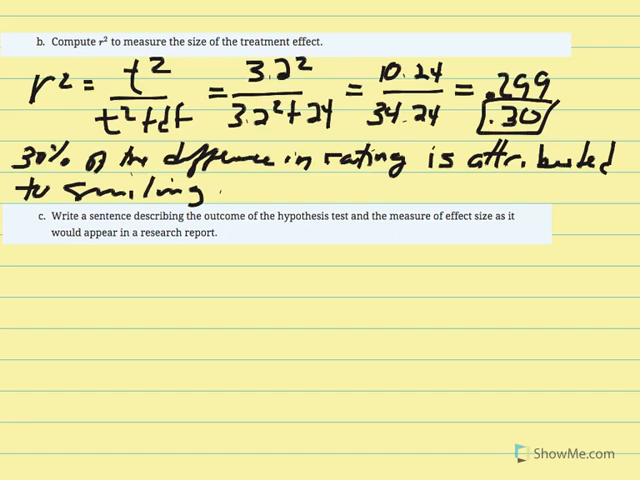 b. Compute r² to measure the size of the treatment effect.
r² = t² / t²+df = 3.2² / 3.2²+24 = 10.24 / 34.24 = .299 .30
30% of the difference in rating is attributed
to smiling.
c. Write a sentence describing the outcome of the hypothesis test and the measure of effect size as it
would appear in a research report.
ShowMe.com